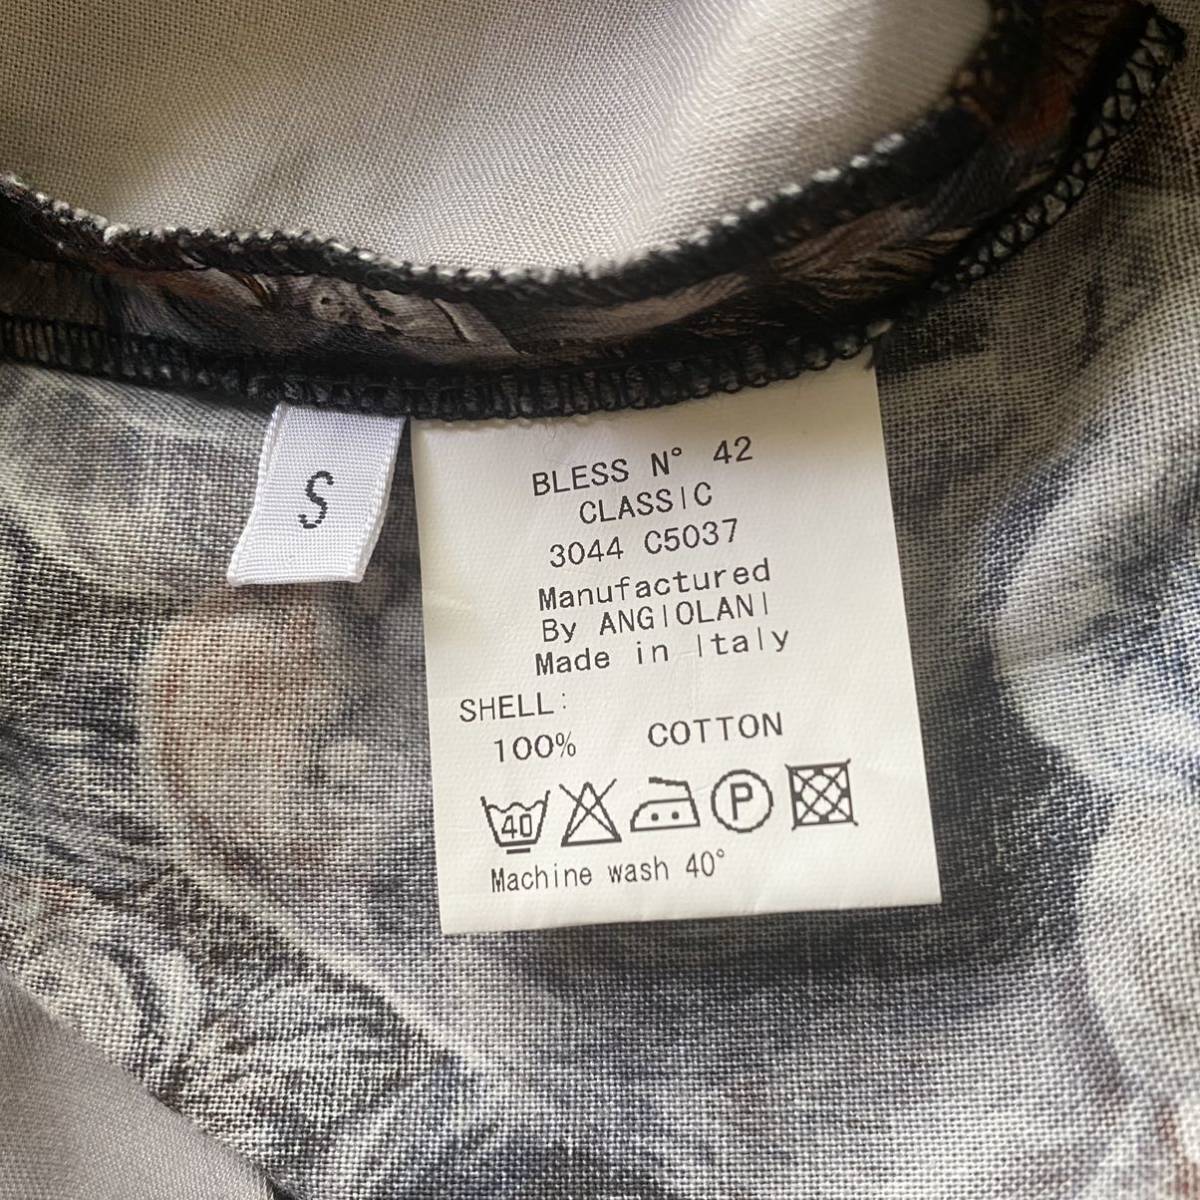 S
BLESS N° 42
CLASSIC
3044 C5037
Manufactured
By ANGIOLANI
Made in Italy
SHELL:
100% COTTON
40 P
Machine wash 40°